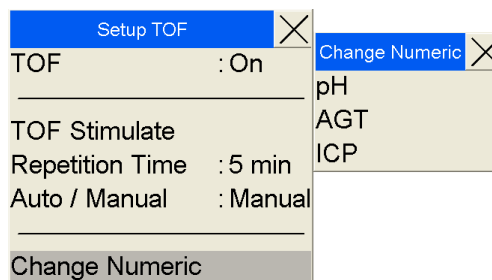 Setup TOF
TOF : On
TOF Stimulate
Repetition Time : 5 min
Auto / Manual : Manual
Change Numeric
Change Numeric
pH
AGT
ICP